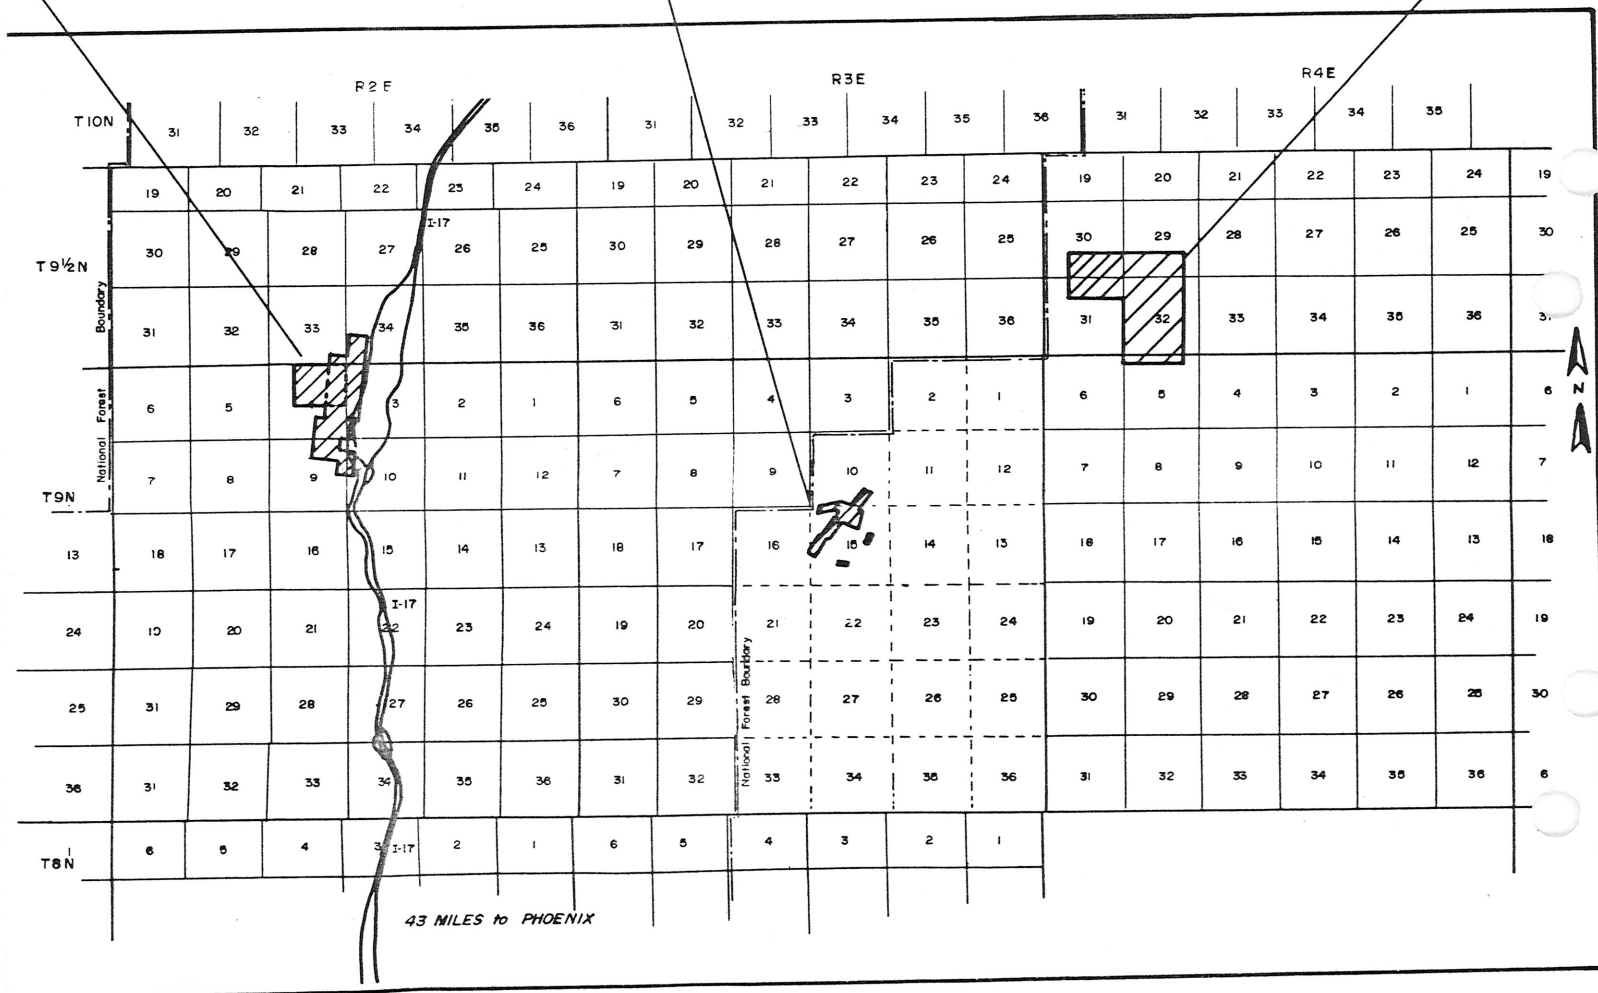 R2E R3E R4E
T10N 31 32 33 34 35 36 31 32 33 34 35 36 31 32 33 34 35
19 20 21 22 23 24 19 20 21 22 23 24 19 20 21 22 23 24 19
I-17
T9½N 30 29 28 27 26 25 30 29 28 27 26 25 30 29 28 27 26 25 30
National Forest Boundary
31 32 33 34 35 36 31 32 33 34 35 36 31 32 33 34 35 36 31
N
6 5 3 2 1 6 5 4 3 2 1 6 5 4 3 2 1 6
T9N 7 8 9 10 11 12 7 8 9 10 11 12 7 8 9 10 11 12 7
13 18 17 16 15 14 13 18 17 16 15 14 13 18 17 16 15 14 13 18
I-17
24 19 20 21 22 23 24 19 20 21 22 23 24 19 20 21 22 23 24 19
National Forest Boundary
25 31 29 28 27 26 25 30 29 28 27 26 25 30 29 28 27 26 25 30
36 31 32 33 34 35 36 31 32 33 34 35 36 31 32 33 34 35 36 6
T8N 6 5 4 3 I-17 2 1 6 5 4 3 2 1
43 MILES to PHOENIX